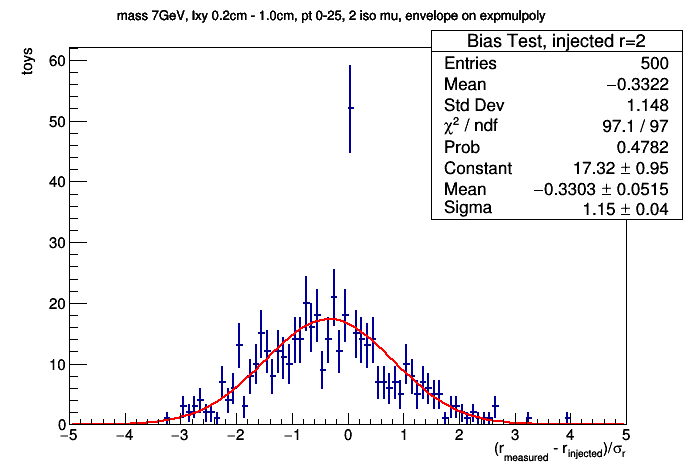 mass 7GeV, lxy 0.2cm - 1.0cm, pt 0-25, 2 iso mu, envelope on expmulpoly
Bias Test, injected r=2
Entries 500
Mean −0.3322
Std Dev 1.148
χ² / ndf 97.1 / 97
Prob 0.4782
Constant 17.32 ± 0.95
Mean −0.3303 ± 0.0515
Sigma 1.15 ± 0.04
toys
60
50
40
30
20
10
0
−5 −4 −3 −2 −1 0 1 2 3 4 5
(r_measured - r_injected)/σ_r